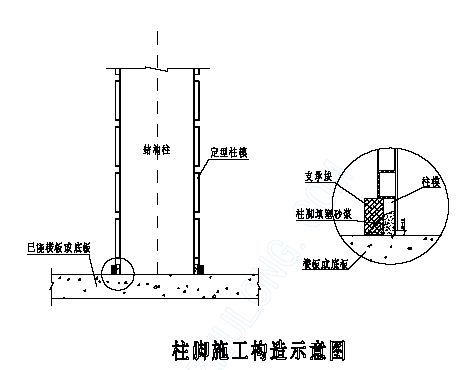 结构柱
定型柱模
支承垫
柱模
柱脚填塞砂浆
已浇楼板或底板
楼板或底板
柱脚施工构造示意图